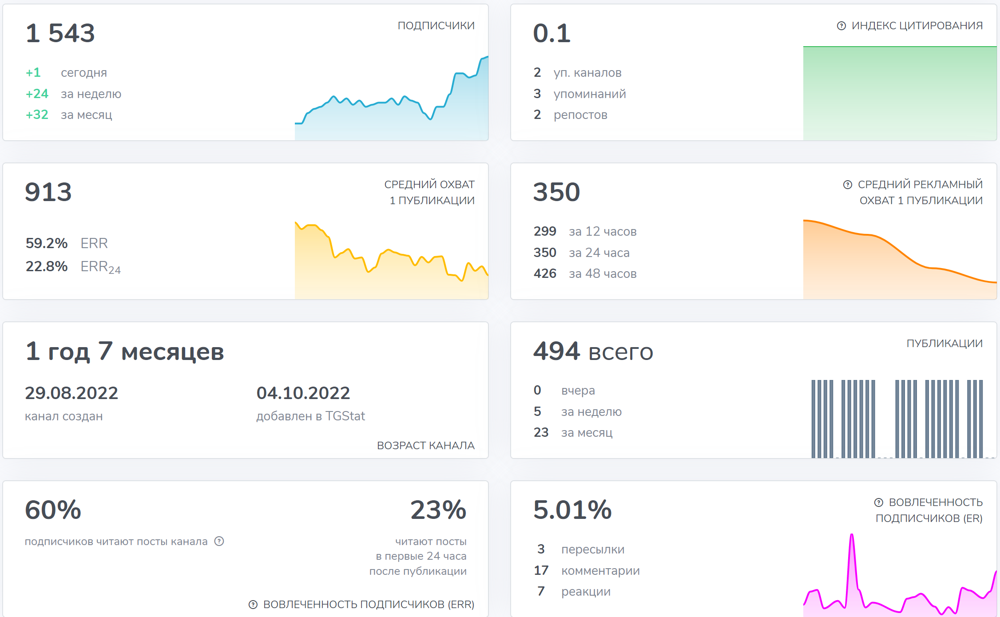 1 543
ПОДПИСЧИКИ
+1 сегодня
+24 за неделю
+32 за месяц
0.1
ИНДЕКС ЦИТИРОВАНИЯ
2 уп. каналов
3 упоминаний
2 репостов
913
СРЕДНИЙ ОХВАТ
1 ПУБЛИКАЦИИ
59.2% ERR
22.8% ERR24
350
СРЕДНИЙ РЕКЛАМНЫЙ
ОХВАТ 1 ПУБЛИКАЦИИ
299 за 12 часов
350 за 24 часа
426 за 48 часов
1 год 7 месяцев
29.08.2022
канал создан
04.10.2022
добавлен в TGStat
ВОЗРАСТ КАНАЛА
494 всего
ПУБЛИКАЦИИ
0 вчера
5 за неделю
23 за месяц
60%
подписчиков читают посты канала
23%
читают посты
в первые 24 часа
после публикации
ВОВЛЕЧЕННОСТЬ ПОДПИСЧИКОВ (ERR)
5.01%
ВОВЛЕЧЕННОСТЬ
ПОДПИСЧИКОВ (ER)
3 пересылки
17 комментарии
7 реакции